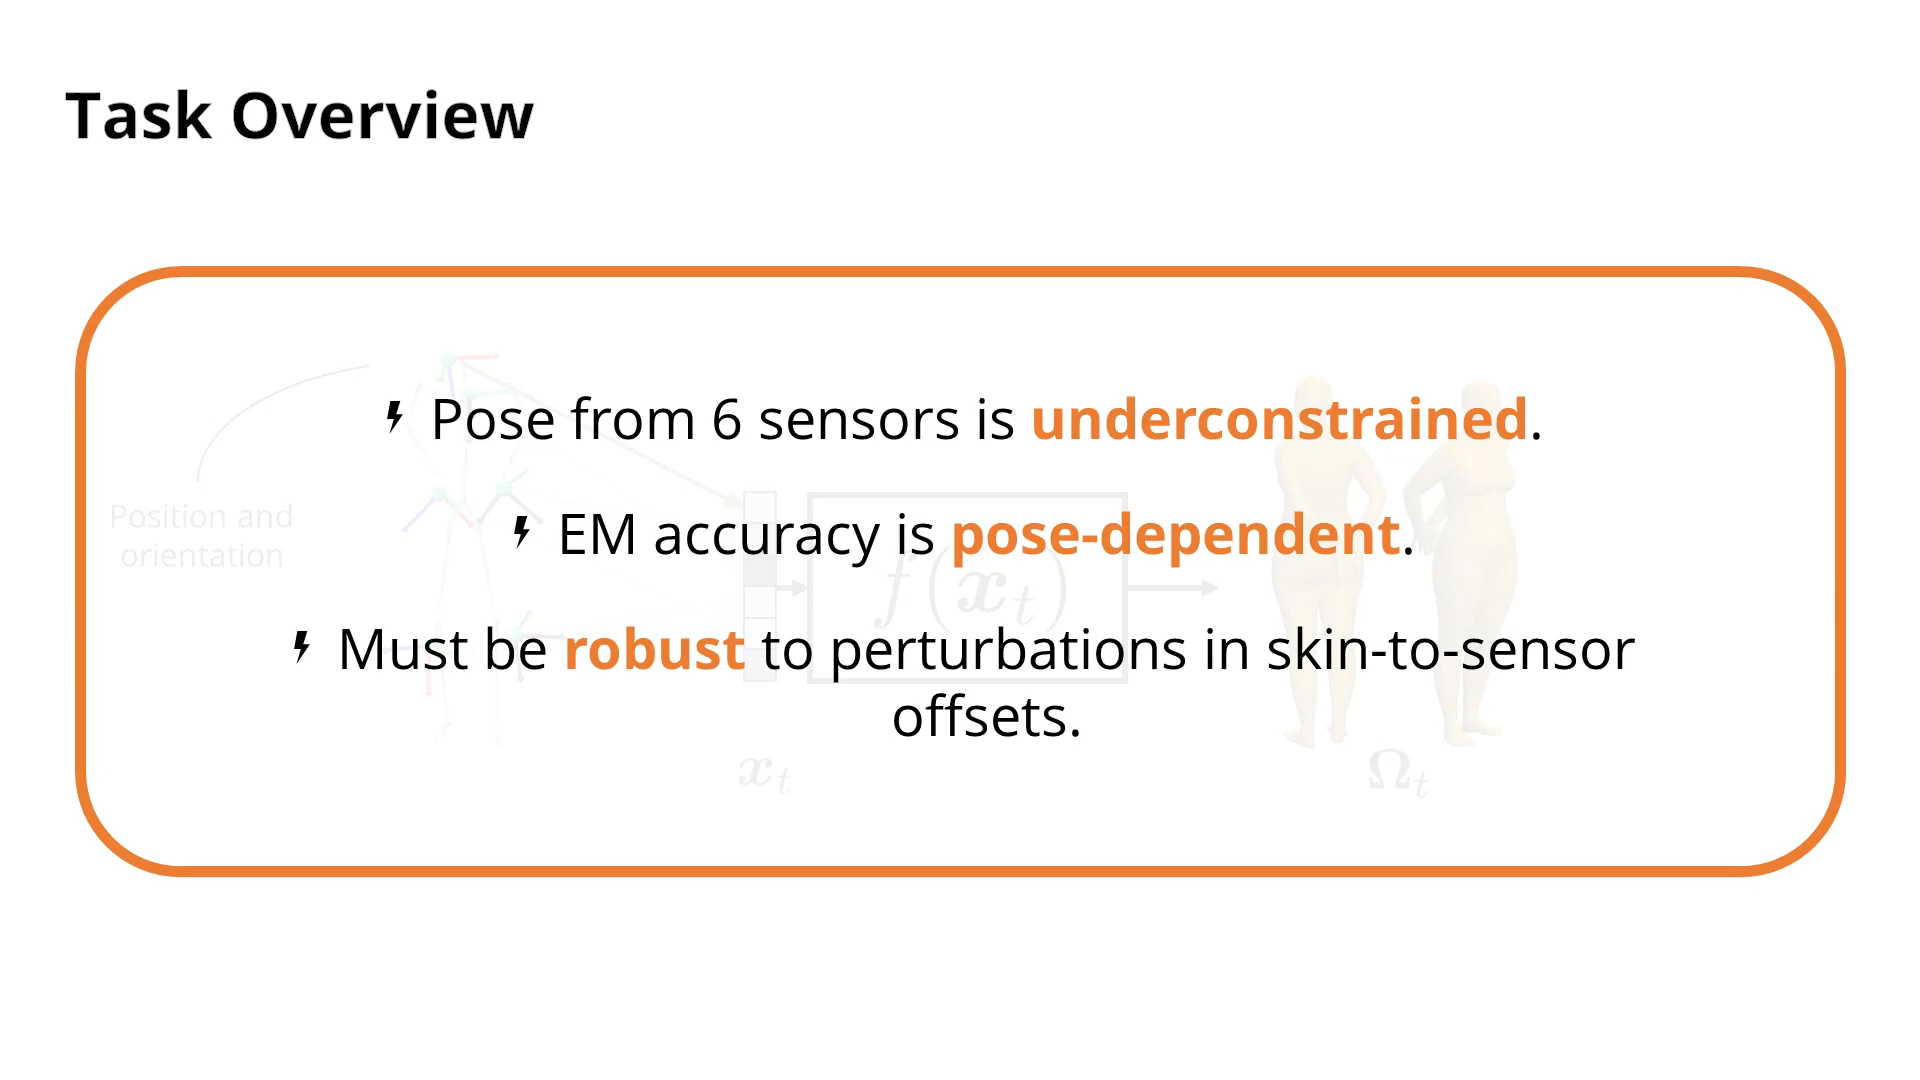 Task Overview
Pose from 6 sensors is underconstrained.
EM accuracy is pose-dependent.
Must be robust to perturbations in skin-to-sensor
offsets.
Position and
orientation
f(x_t)
x_t
Ω_t